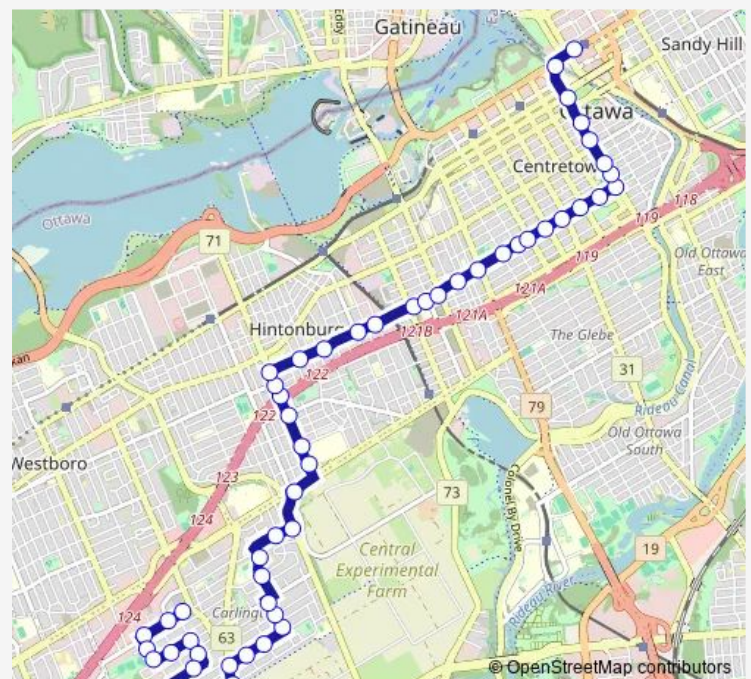 Eddy
Gatineau
Sandy Hill
Ottawa
Centretow
Ottawa
118
119
71
119
Old Ottawa
East
121A
121A
Hintonburg
121B
The Glebe
122
31
Rideau Canal
122
79
Old Ottawa
South
Westboro
123
73
Colonel By Drive
124
19
Central
Experimental
Farm
Rideau River
124
Carling
63
© OpenStreetMap contributors